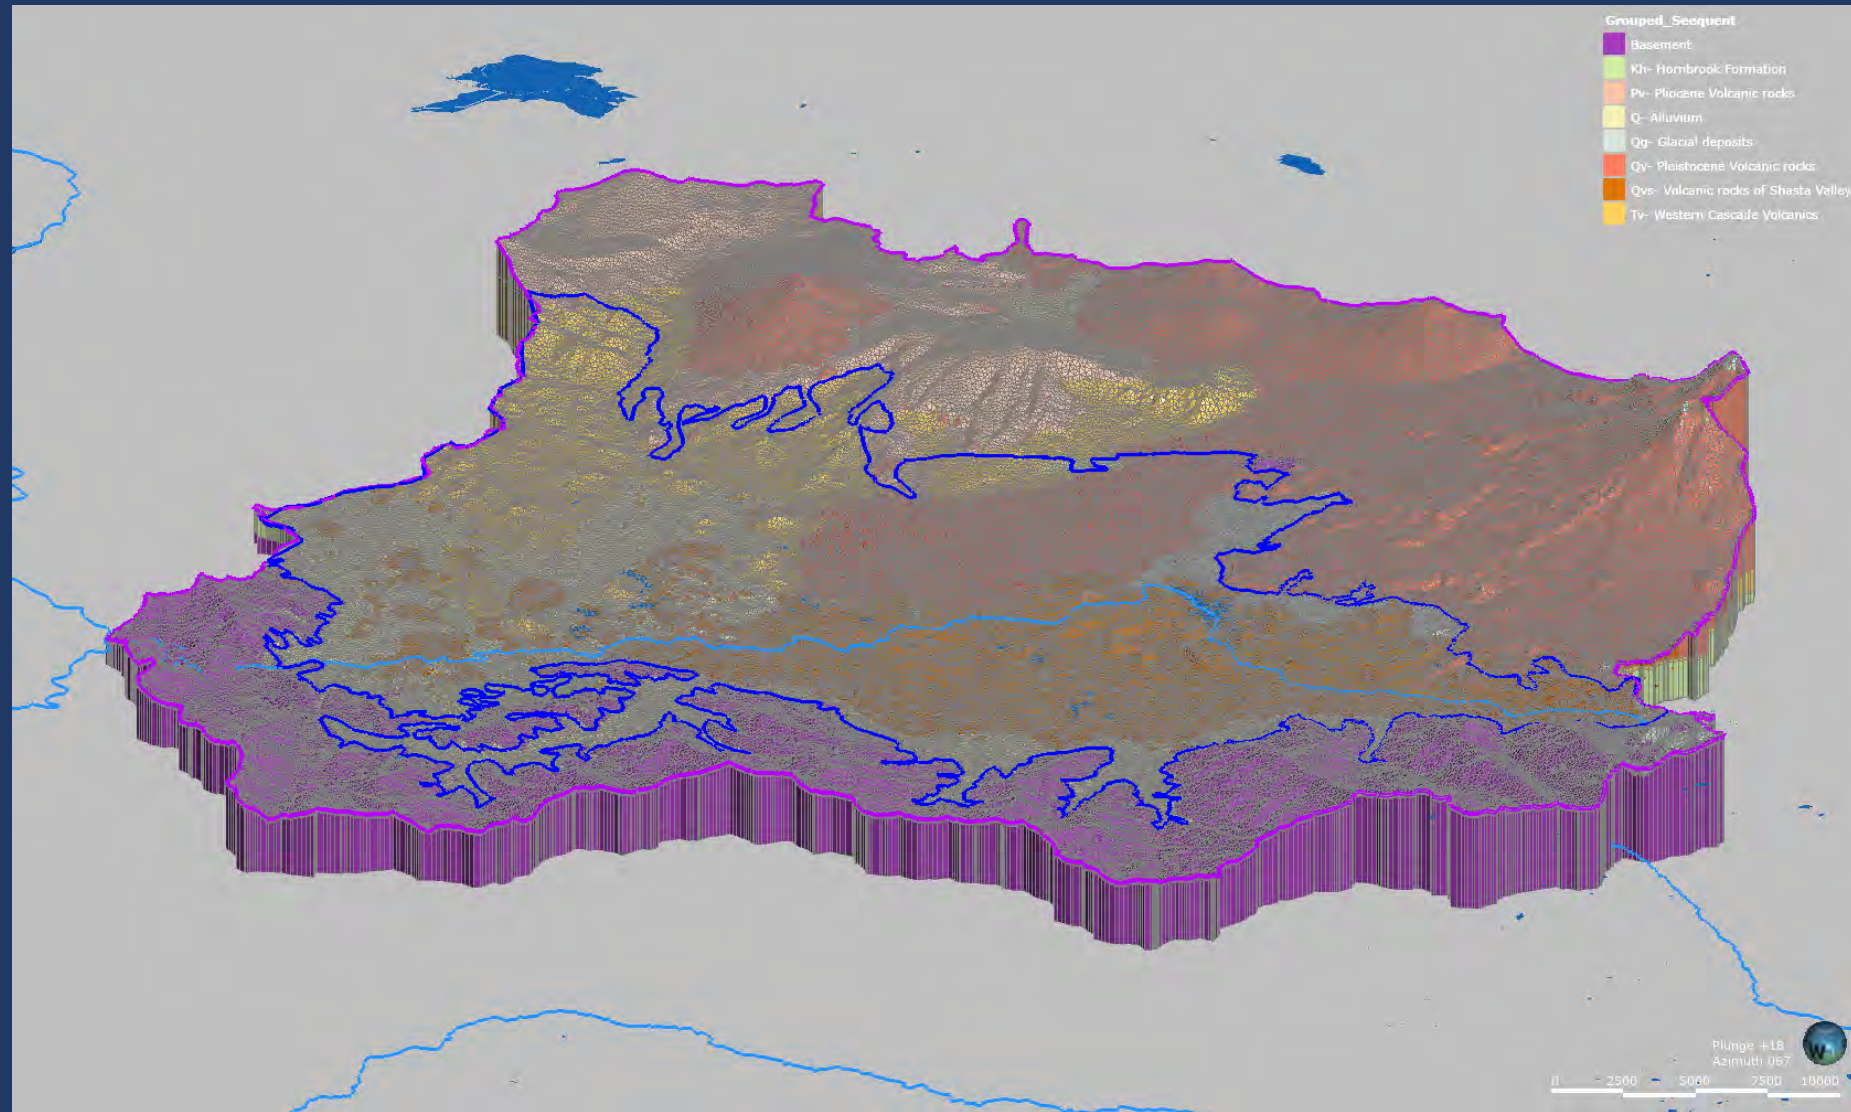 Grouped_Seequent
Basement
Kh- Hornbrook Formation
Pv- Pliocene Volcanic rocks
Q- Alluvium
Qg- Glacial deposits
Qv- Pleistocene Volcanic rocks
Qvs- Volcanic rocks of Shasta Valley
Tv- Western Cascade Volcanics
Plunge +18
Azimuth 067
W
0 2500 5000 7500 10000